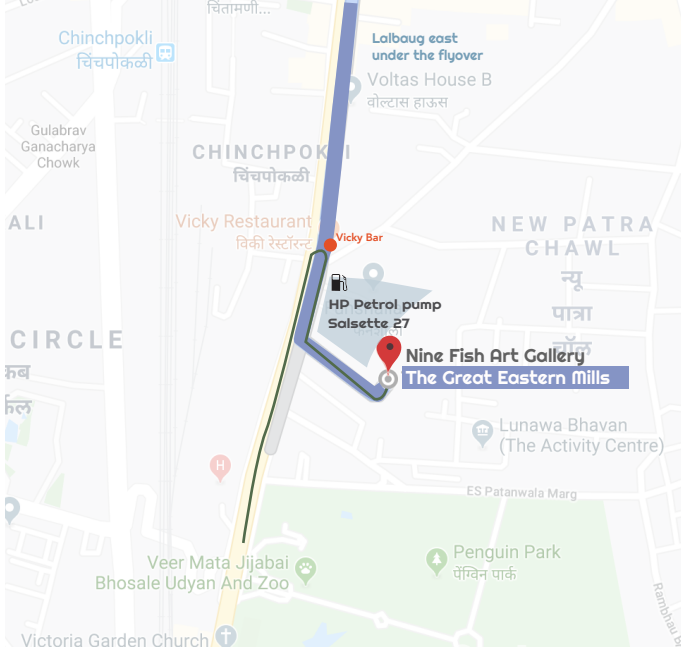 चिंतामणी...
Lalbaug east
under the flyover
Chinchpokli
चिंचपोकळी
Voltas House B
वोल्टास हाऊस
Gulabrav
Ganacharya
Chowk
CHINCHPOKLI
चिंचपोकळी
ALI
Vicky Restaurant
विकी रेस्टॉरंट
Vicky Bar
NEW PATRA
CHAWL
न्यू
पात्रा
चॉल
HP Petrol pump
Salsette 27
CIRCLE
Nine Fish Art Gallery
The Great Eastern Mills
Lunawa Bhavan
(The Activity Centre)
H
ES Patanwala Marg
Veer Mata Jijabai
Bhosale Udyan And Zoo
Penguin Park
पेंग्विन पार्क
Rambhau B
Victoria Garden Church